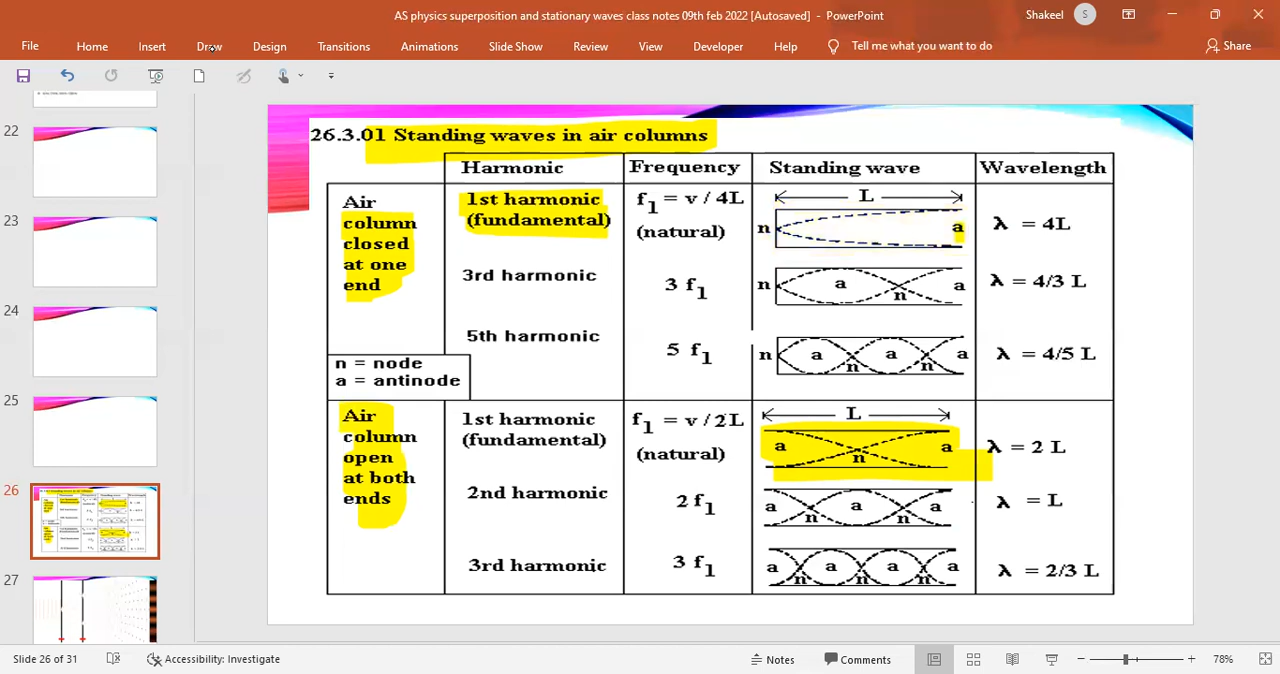 AS physics superposition and stationary waves class notes 09th feb 2022 [Autosaved] - PowerPoint
Shakeel
S
File Home Insert Draw Design Transitions Animations Slide Show Review View Developer Help Tell me what you want to do Share
22
23
24
25
26
27
26.3.01 Standing waves in air columns
Harmonic Frequency Standing wave Wavelength
Air column closed at one end
1st harmonic (fundamental)
f1 = v / 4L (natural)
L
n a
λ = 4L
3rd harmonic
3 f1
n a n a
λ = 4/3 L
5th harmonic
5 f1
n a n a n a
λ = 4/5 L
n = node
a = antinode
Air column open at both ends
1st harmonic (fundamental)
f1 = v / 2L (natural)
L
a n a
λ = 2 L
2nd harmonic
2 f1
a n a n a
λ = L
3rd harmonic
3 f1
a n a n a n a
λ = 2/3 L
Slide 26 of 31 Accessibility: Investigate Notes Comments 78%